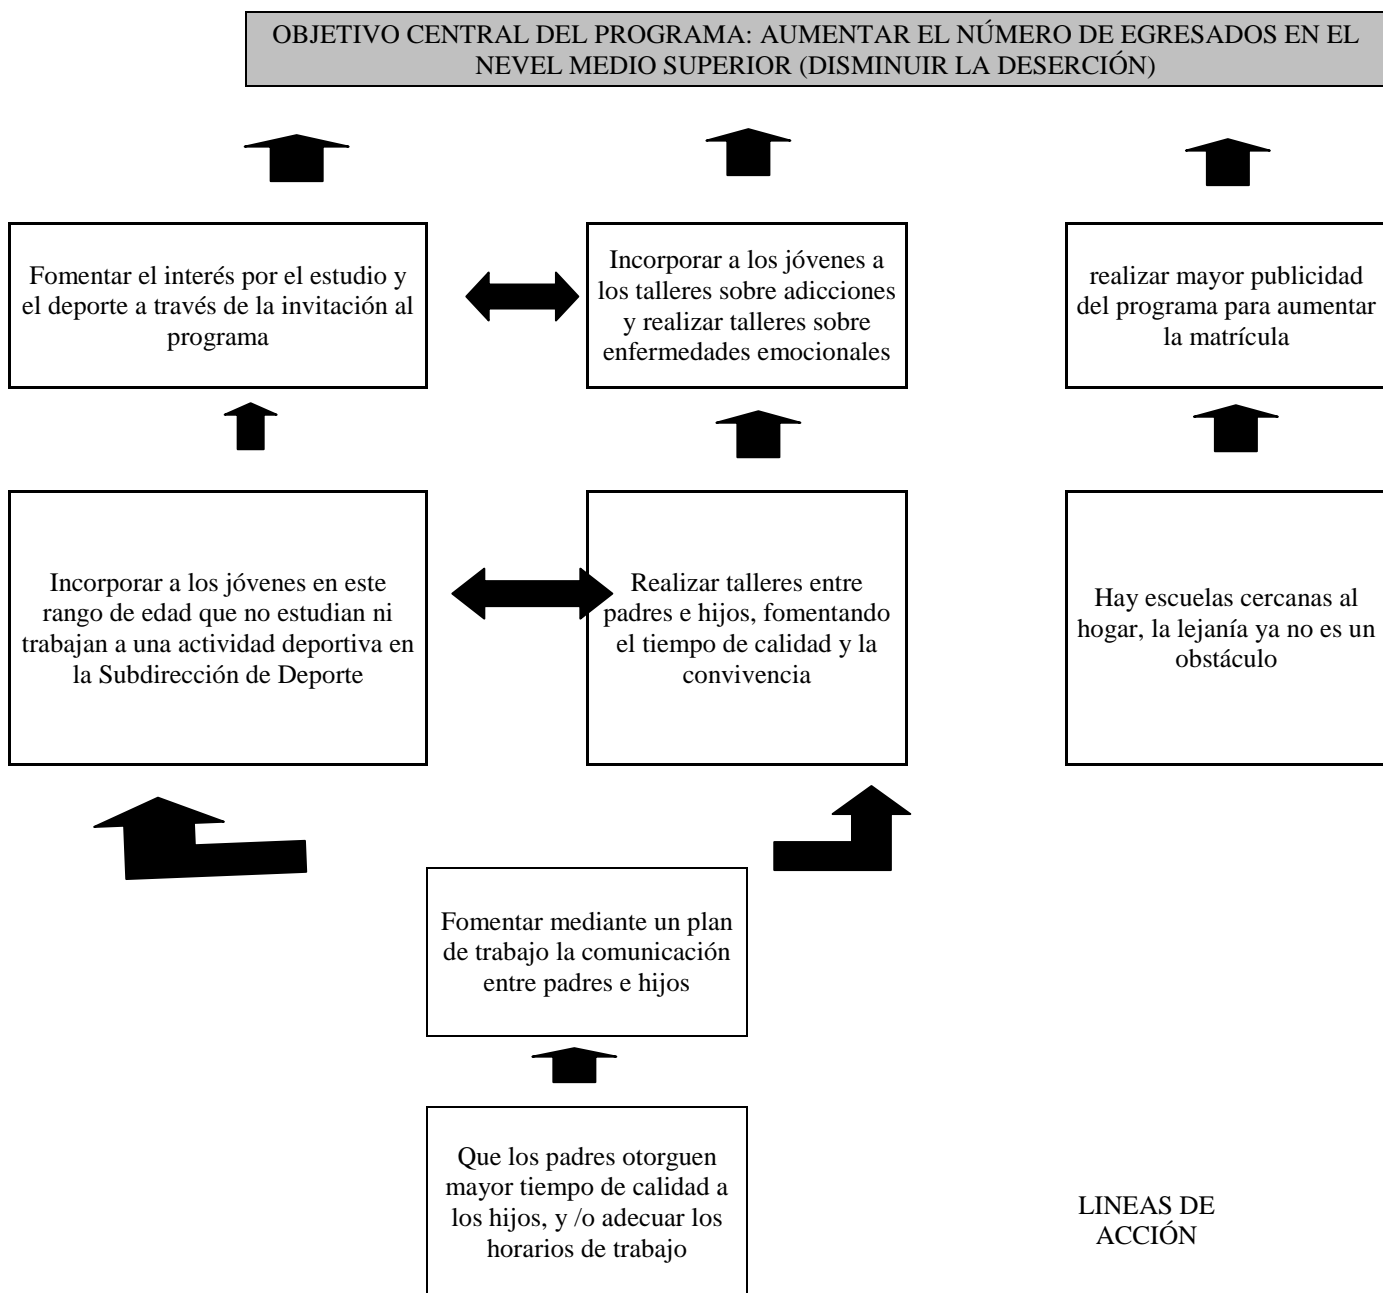 OBJETIVO CENTRAL DEL PROGRAMA: AUMENTAR EL NÚMERO DE EGRESADOS EN EL
NEVEL MEDIO SUPERIOR (DISMINUIR LA DESERCIÓN)
Fomentar el interés por el estudio y
el deporte a través de la invitación al
programa
Incorporar a los jóvenes a
los talleres sobre adicciones
y realizar talleres sobre
enfermedades emocionales
realizar mayor publicidad
del programa para aumentar
la matrícula
Incorporar a los jóvenes en este
rango de edad que no estudian ni
trabajan a una actividad deportiva en
la Subdirección de Deporte
Realizar talleres entre
padres e hijos, fomentando
el tiempo de calidad y la
convivencia
Hay escuelas cercanas al
hogar, la lejanía ya no es un
obstáculo
Fomentar mediante un plan
de trabajo la comunicación
entre padres e hijos
Que los padres otorguen
mayor tiempo de calidad a
los hijos, y /o adecuar los
horarios de trabajo
LINEAS DE
ACCIÓN